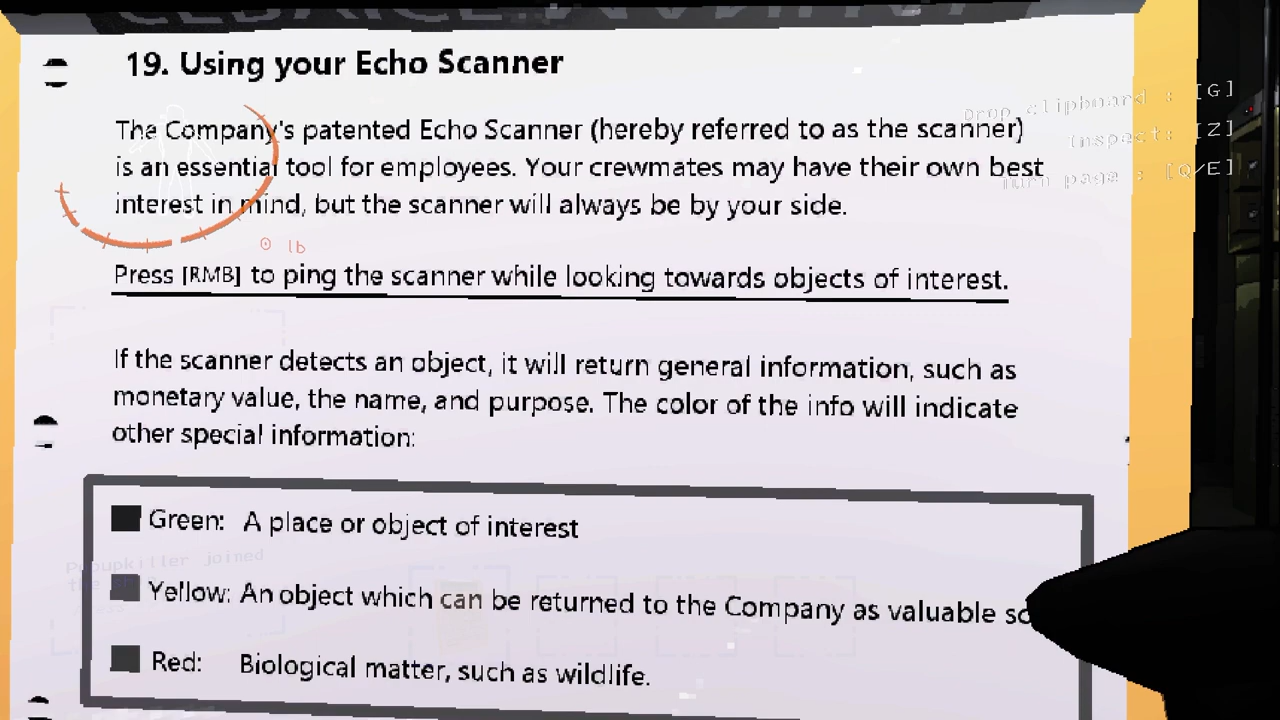 19. Using your Echo Scanner
The Company's patented Echo Scanner (hereby referred to as the scanner)
is an essential tool for employees. Your crewmates may have their own best
interest in mind, but the scanner will always be by your side.
Press [RMB] to ping the scanner while looking towards objects of interest.
If the scanner detects an object, it will return general information, such as
monetary value, the name, and purpose. The color of the info will indicate
other special information:
Green: A place or object of interest
Yellow: An object which can be returned to the Company as valuable
Red: Biological matter, such as wildlife.
Drop clipboard : [G]
Inspect: [Z]
Turn page : [Q/E]
0 lb
joined
the